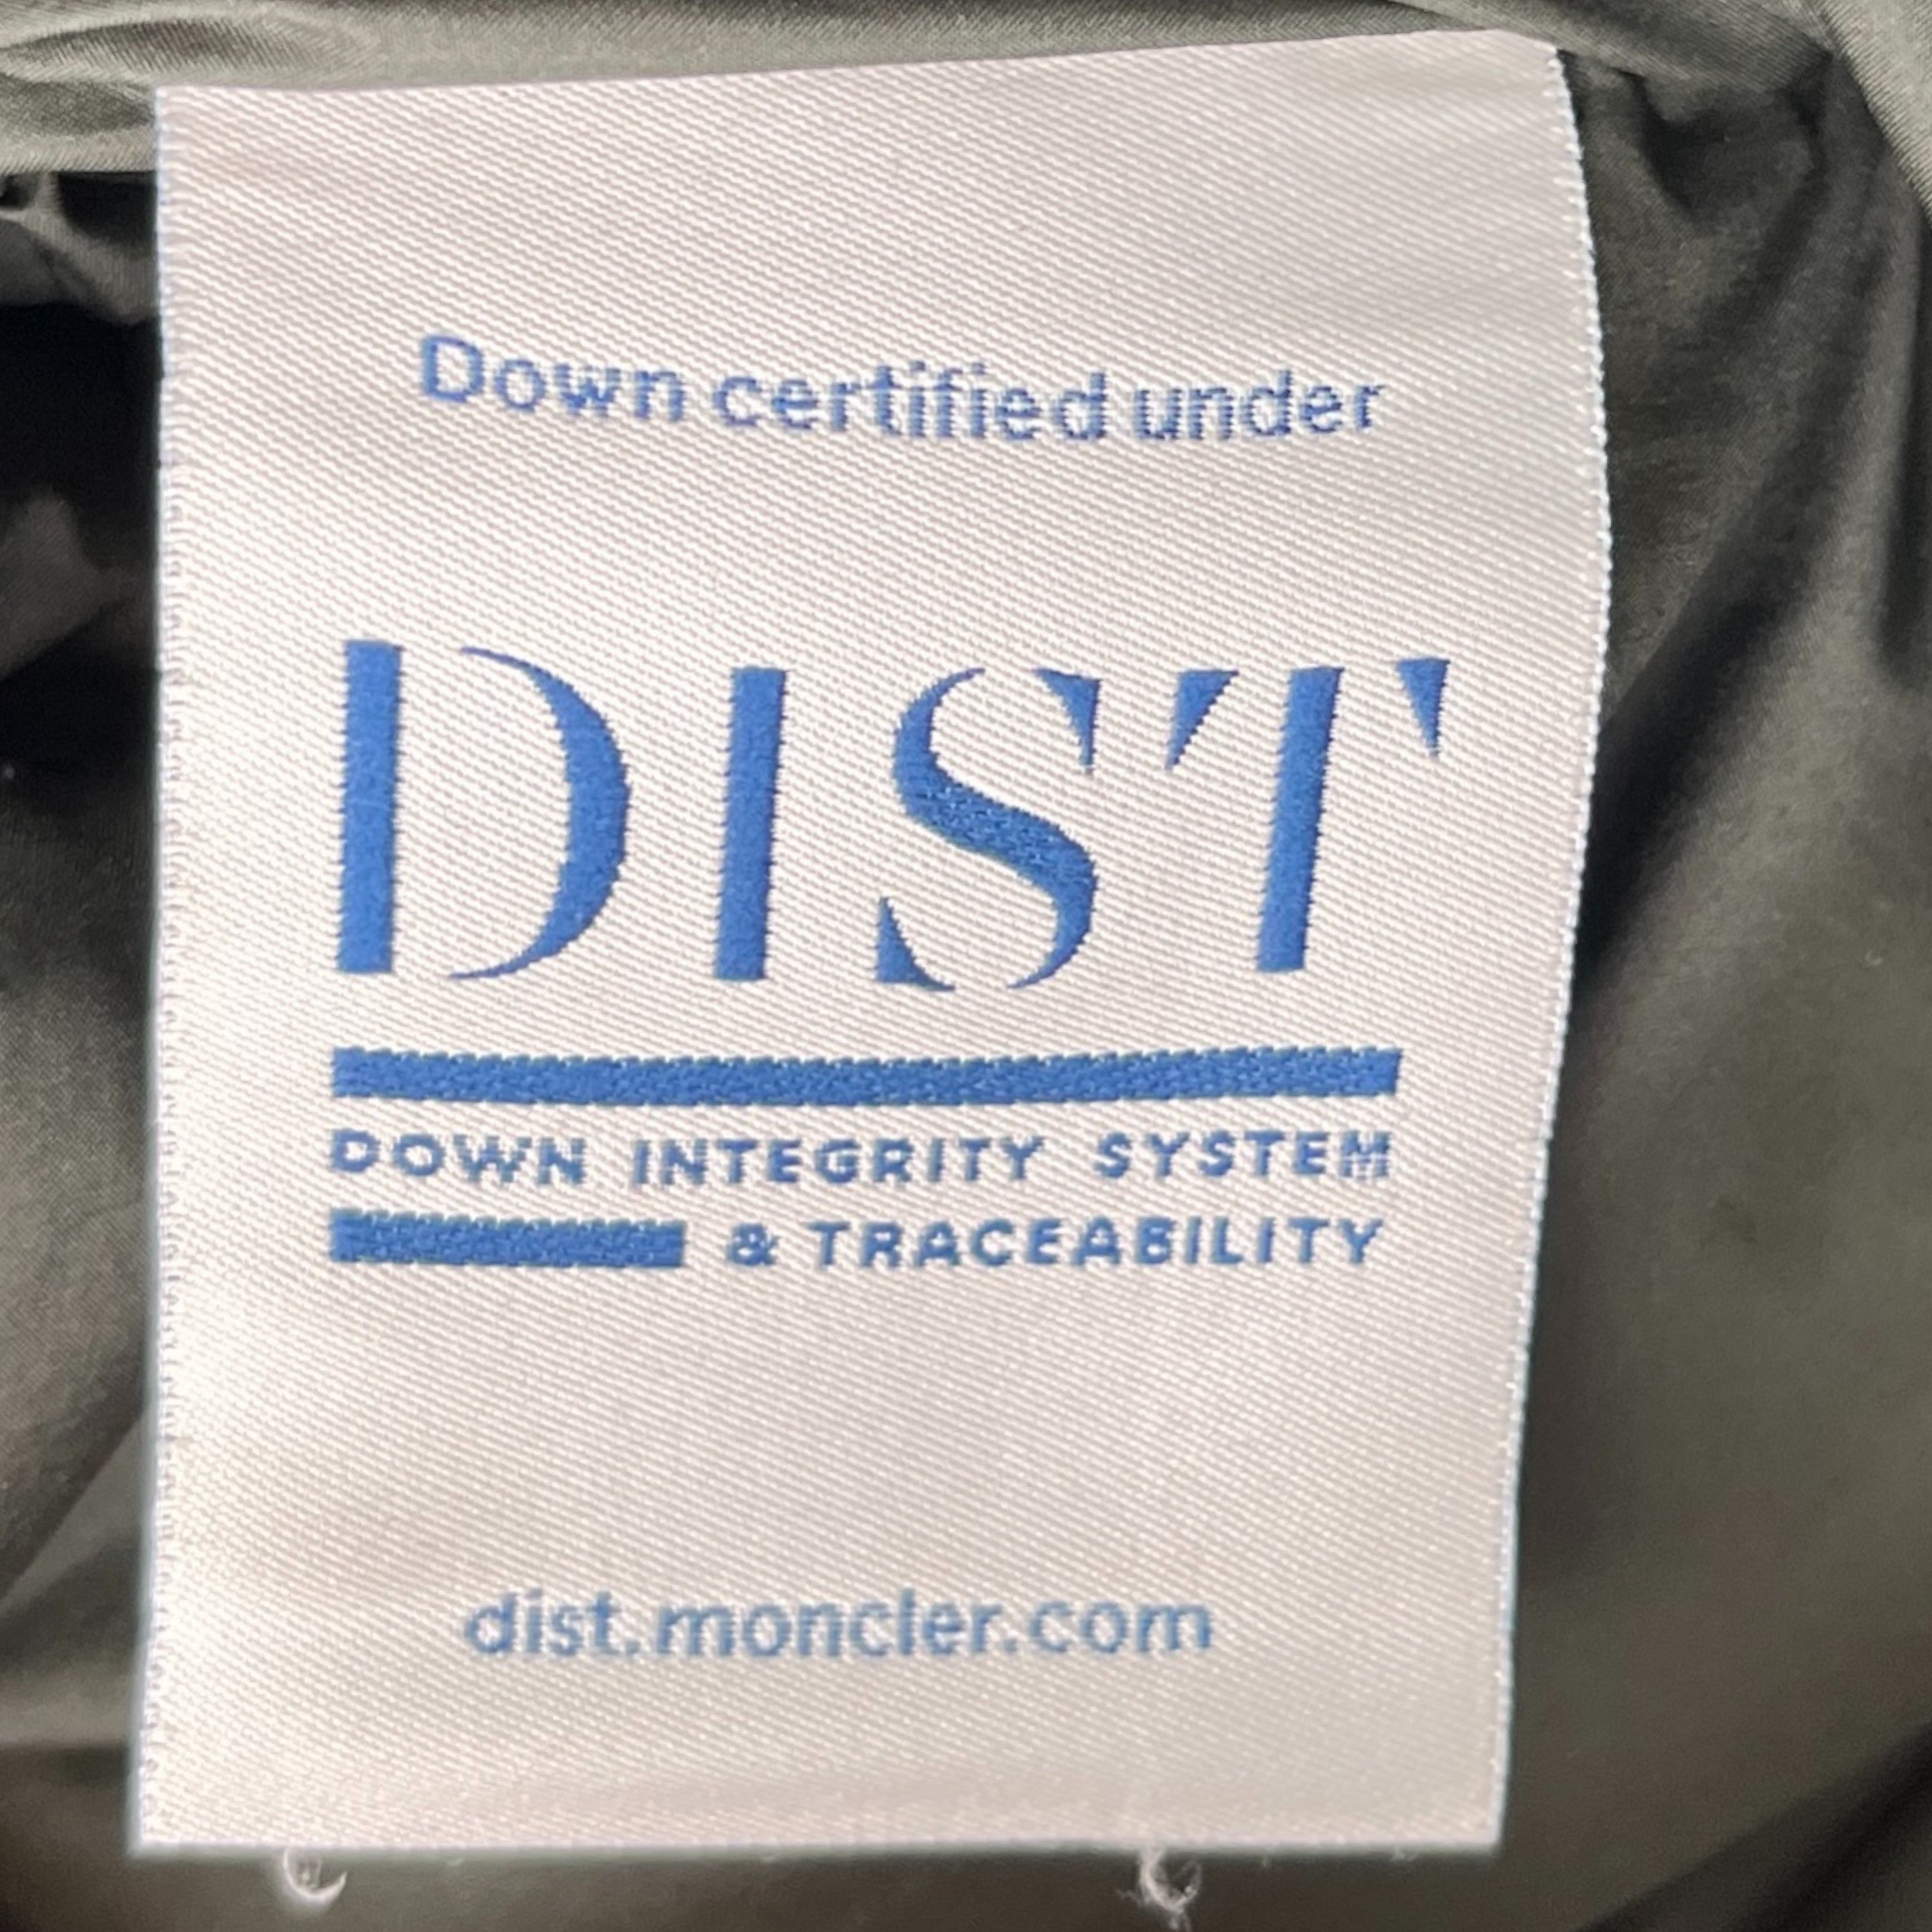 Down certified under
DIST
DOWN INTEGRITY SYSTEM
& TRACEABILITY
dist.moncler.com